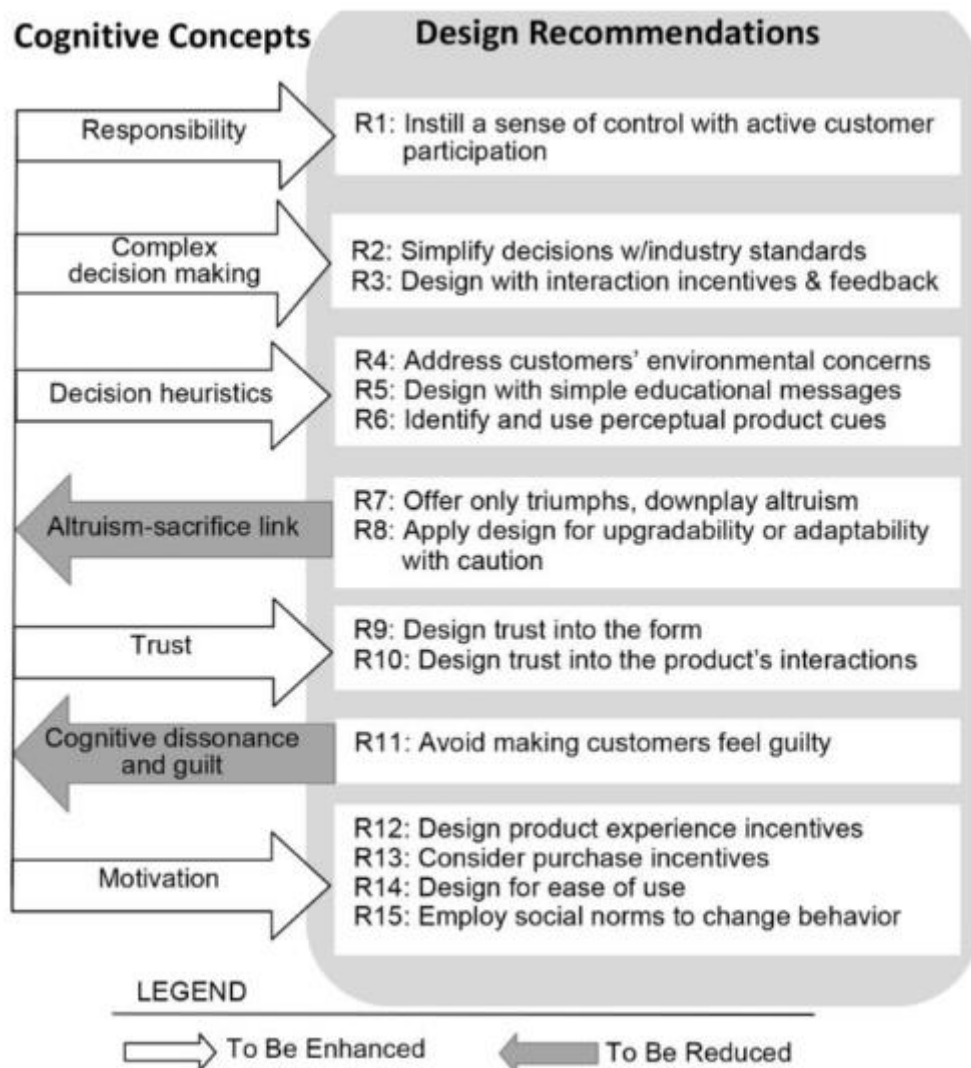 Cognitive Concepts
Design Recommendations
Responsibility
R1: Instill a sense of control with active customer
participation
Complex
decision making
R2: Simplify decisions w/industry standards
R3: Design with interaction incentives & feedback
Decision heuristics
R4: Address customers' environmental concerns
R5: Design with simple educational messages
R6: Identify and use perceptual product cues
Altruism-sacrifice link
R7: Offer only triumphs, downplay altruism
R8: Apply design for upgradability or adaptability
with caution
Trust
R9: Design trust into the form
R10: Design trust into the product's interactions
Cognitive dissonance
and guilt
R11: Avoid making customers feel guilty
Motivation
R12: Design product experience incentives
R13: Consider purchase incentives
R14: Design for ease of use
R15: Employ social norms to change behavior
LEGEND
To Be Enhanced
To Be Reduced